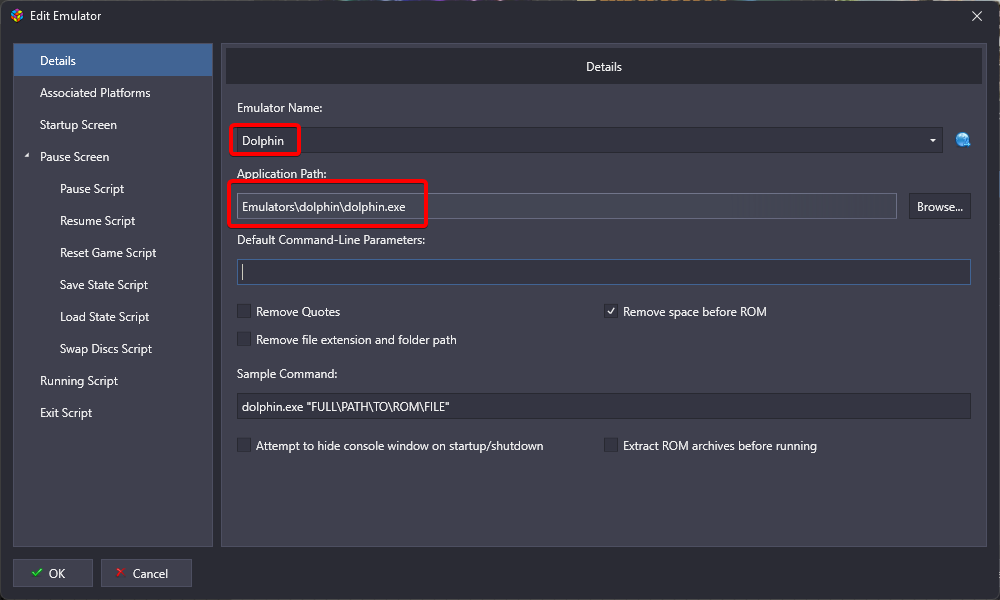 Edit Emulator
Details
Associated Platforms
Startup Screen
Pause Screen
Pause Script
Resume Script
Reset Game Script
Save State Script
Load State Script
Swap Discs Script
Running Script
Exit Script
Details
Emulator Name:
Dolphin
Application Path:
Emulators\dolphin\dolphin.exe
Browse...
Default Command-Line Parameters:
Remove Quotes
Remove space before ROM
Remove file extension and folder path
Sample Command:
dolphin.exe "FULL\PATH\TO\ROM\FILE"
Attempt to hide console window on startup/shutdown
Extract ROM archives before running
OK
Cancel